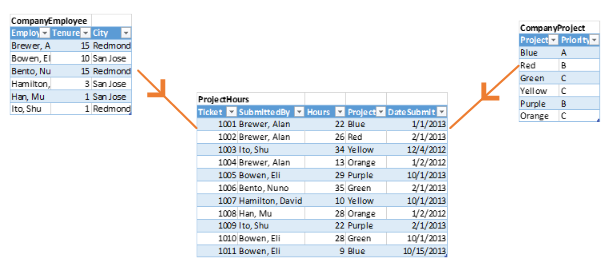 CompanyEmployee
Employ Tenure City
Brewer, A 15 Redmond
Bowen, El 10 San Jose
Bento, Nu 15 Redmond
Hamilton, 3 San Jose
Han, Mu 1 San Jose
Ito, Shu 1 Redmond
CompanyProject
Project Priority
Blue A
Red B
Green C
Yellow C
Purple B
Orange C
ProjectHours
Ticket SubmittedBy Hours Project DateSubmit
1001 Brewer, Alan 22 Blue 1/1/2013
1002 Brewer, Alan 26 Red 2/1/2013
1003 Ito, Shu 34 Yellow 12/4/2012
1004 Brewer, Alan 13 Orange 1/2/2012
1005 Bowen, Eli 29 Purple 10/1/2013
1006 Bento, Nuno 35 Green 2/1/2013
1007 Hamilton, David 10 Yellow 10/1/2013
1008 Han, Mu 28 Orange 1/2/2012
1009 Ito, Shu 22 Purple 2/1/2013
1010 Bowen, Eli 28 Green 10/1/2013
1011 Bowen, Eli 9 Blue 10/15/2013